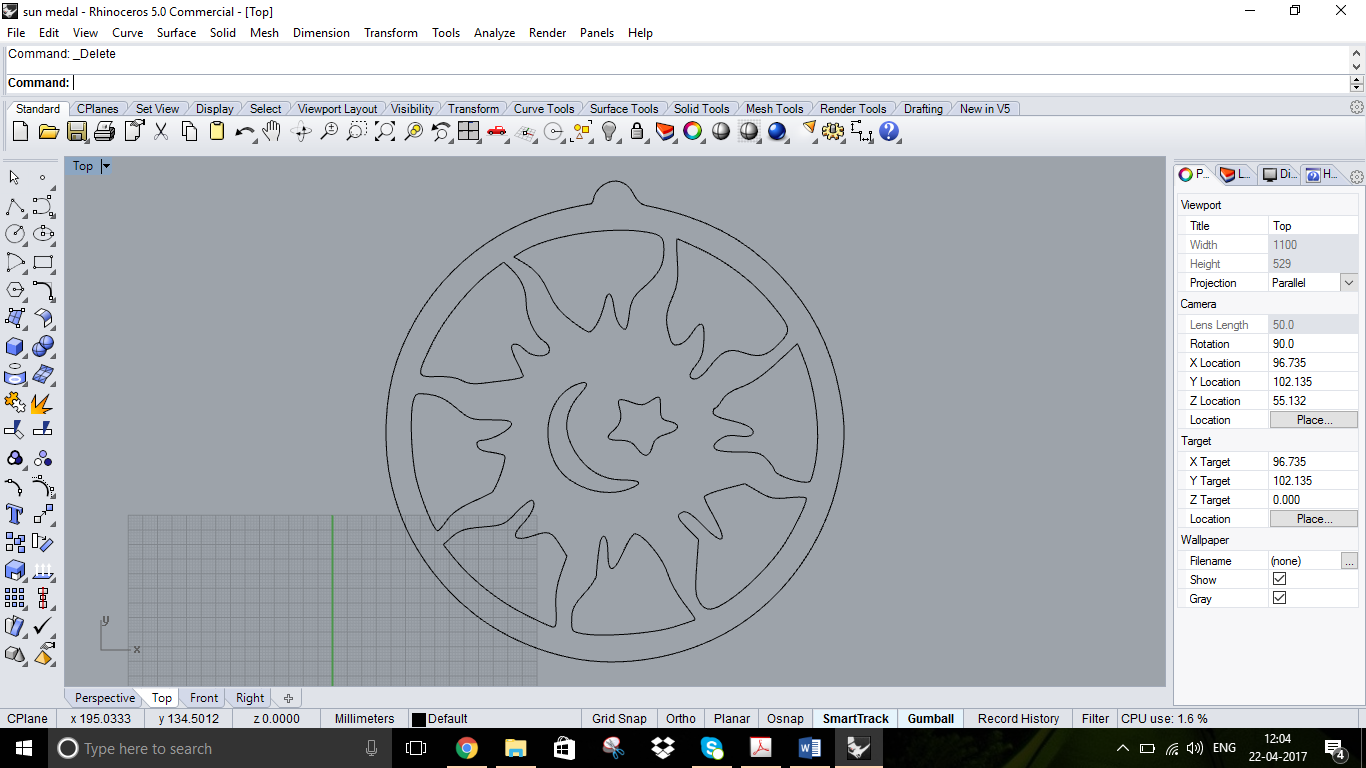 sun medal - Rhinoceros 5.0 Commercial - [Top]
File Edit View Curve Surface Solid Mesh Dimension Transform Tools Analyze Render Panels Help
Command: _Delete
Command:
Standard CPlanes Set View Display Select Viewport Layout Visibility Transform Curve Tools Surface Tools Solid Tools Mesh Tools Render Tools Drafting New in V5
Top
P... L... Di... H...
Viewport
Title Top
Width 1100
Height 529
Projection Parallel
Camera
Lens Length 50.0
Rotation 90.0
X Location 96.735
Y Location 102.135
Z Location 55.132
Location Place...
Target
X Target 96.735
Y Target 102.135
Z Target 0.000
Location Place...
Wallpaper
Filename (none) ...
Show
Gray
y
x
Perspective Top Front Right
CPlane x 195.0333 y 134.5012 z 0.0000 Millimeters Default Grid Snap Ortho Planar Osnap SmartTrack Gumball Record History Filter CPU use: 1.6 %
Type here to search
ENG
12:04
22-04-2017
4